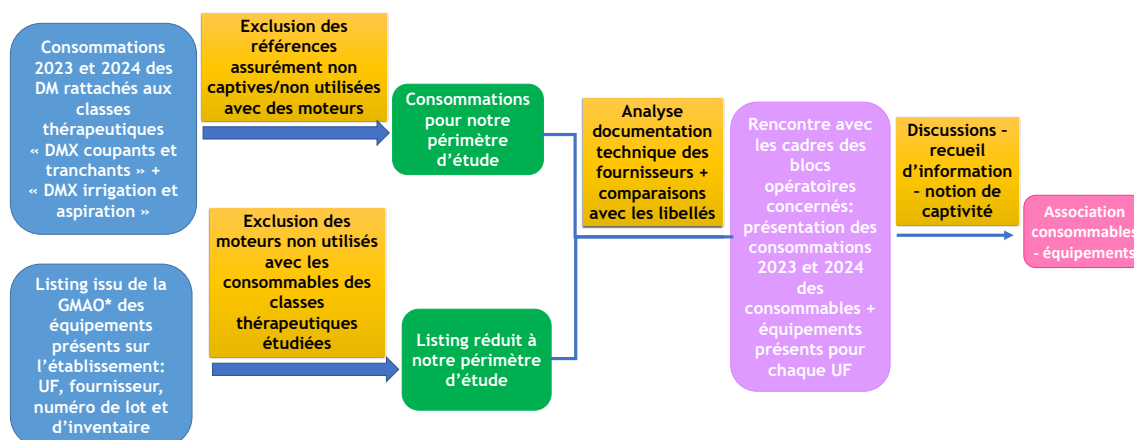 Consommations
2023 et 2024 des
DM rattachés aux
classes
thérapeutiques
« DMX coupants et
tranchants » +
« DMX irrigation et
aspiration »
Exclusion des
références
assurément non
captives/non utilisées
avec des moteurs
Consommations
pour notre
périmètre
d'étude
Listing issu de la
GMAO* des
équipements
présents sur
l'établissement:
UF, fournisseur,
numéro de lot et
d'inventaire
Exclusion des
moteurs non utilisés
avec les
consommables des
classes
thérapeutiques
étudiées
Listing réduit à
notre périmètre
d'étude
Analyse
documentation
technique des
fournisseurs +
comparaisons
avec les libellés
Rencontre avec
les cadres des
blocs
opératoires
concernés:
présentation des
consommations
2023 et 2024
des
consommables +
équipements
présents pour
chaque UF
Discussions –
recueil
d'information
– notion de
captivité
Association
consommables
– équipements